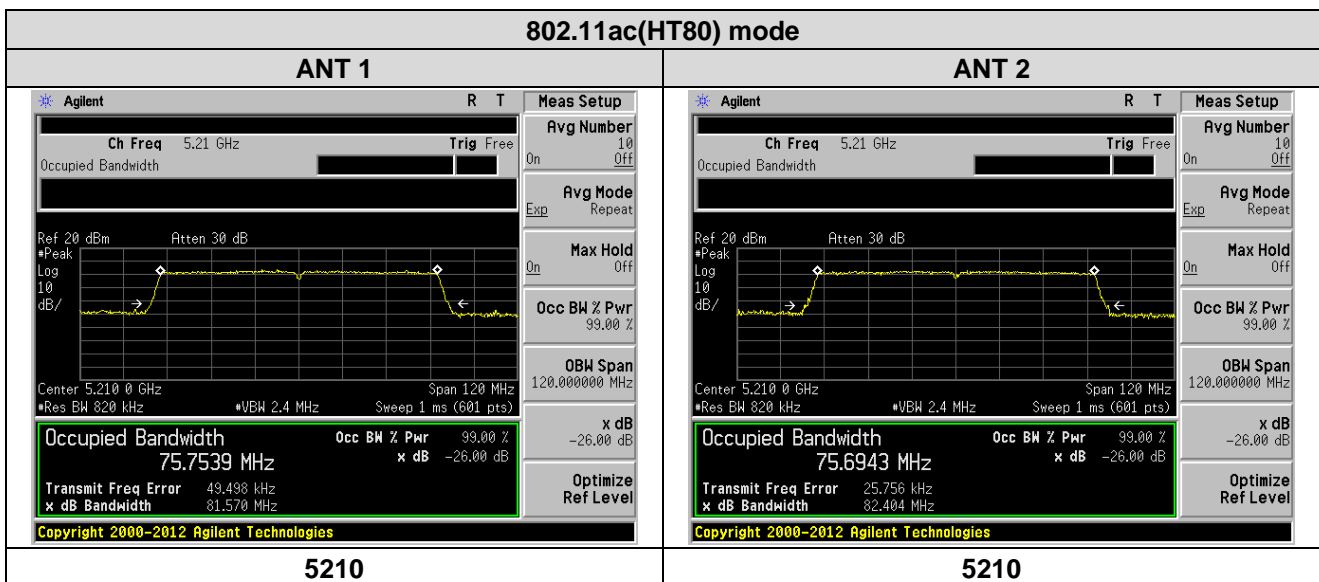 802.11ac(HT80) mode
ANT 1
ANT 2
Agilent R T
Ch Freq 5.21 GHz Trig Free
Occupied Bandwidth
Ref 20 dBm Atten 30 dB
#Peak
Log
10
dB/
Center 5.210 0 GHz Span 120 MHz
#Res BW 820 kHz #VBW 2.4 MHz Sweep 1 ms (601 pts)
Occupied Bandwidth Occ BW % Pwr 99.00 %
75.7539 MHz x dB -26.00 dB
Transmit Freq Error 49.498 kHz
x dB Bandwidth 81.570 MHz
Copyright 2000-2012 Agilent Technologies
Meas Setup
Avg Number
10
On Off
Avg Mode
Exp Repeat
Max Hold
On Off
Occ BW % Pwr
99.00 %
OBW Span
120.000000 MHz
x dB
-26.00 dB
Optimize
Ref Level
Agilent R T
Ch Freq 5.21 GHz Trig Free
Occupied Bandwidth
Ref 20 dBm Atten 30 dB
#Peak
Log
10
dB/
Center 5.210 0 GHz Span 120 MHz
#Res BW 820 kHz #VBW 2.4 MHz Sweep 1 ms (601 pts)
Occupied Bandwidth Occ BW % Pwr 99.00 %
75.6943 MHz x dB -26.00 dB
Transmit Freq Error 25.756 kHz
x dB Bandwidth 82.404 MHz
Copyright 2000-2012 Agilent Technologies
Meas Setup
Avg Number
10
On Off
Avg Mode
Exp Repeat
Max Hold
On Off
Occ BW % Pwr
99.00 %
OBW Span
120.000000 MHz
x dB
-26.00 dB
Optimize
Ref Level
5210
5210